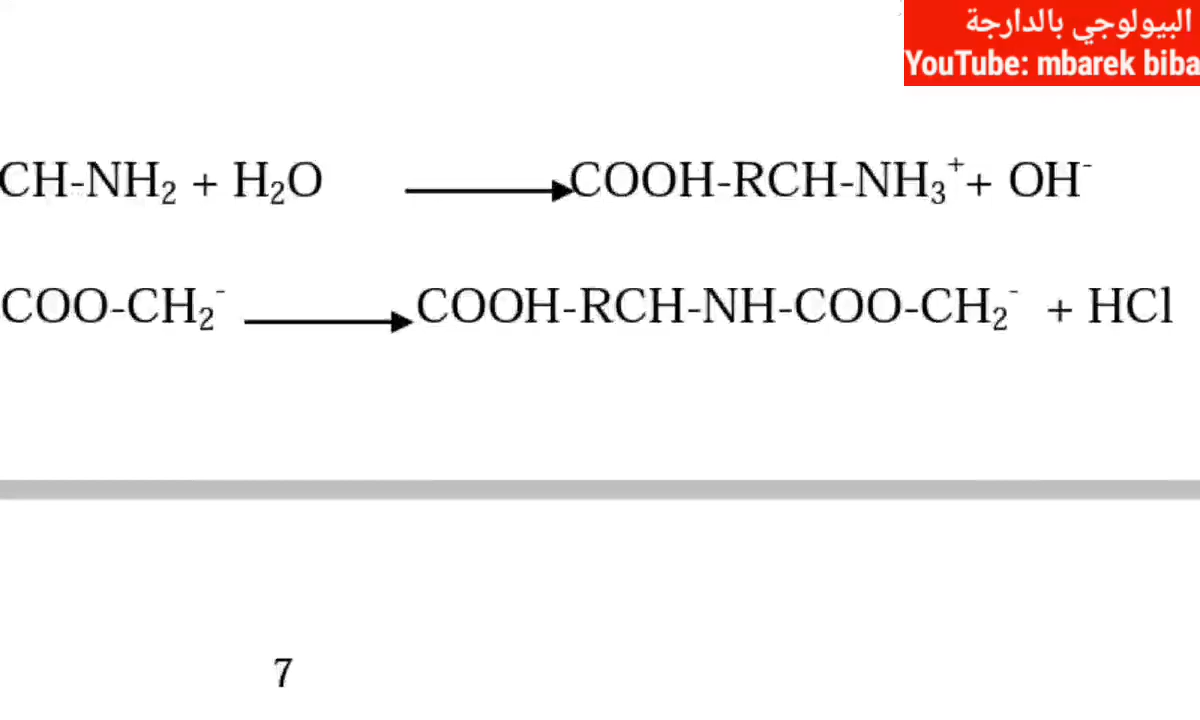 البيولوجي بالدارجة
YouTube: mbarek biba
CH-NH₂ + H₂O → COOH-RCH-NH₃⁺ + OH⁻
COO-CH₂⁻ → COOH-RCH-NH-COO-CH₂⁻ + HCl
7